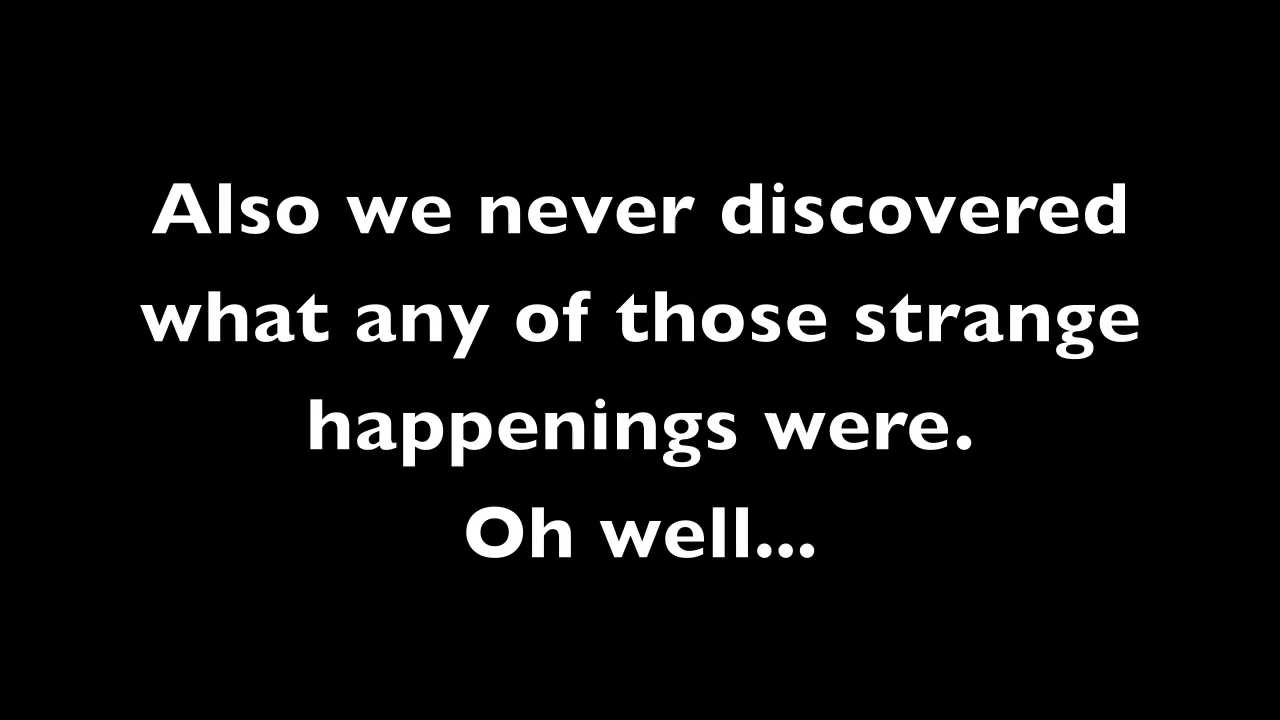 Also we never discovered
what any of those strange
happenings were.
Oh well...